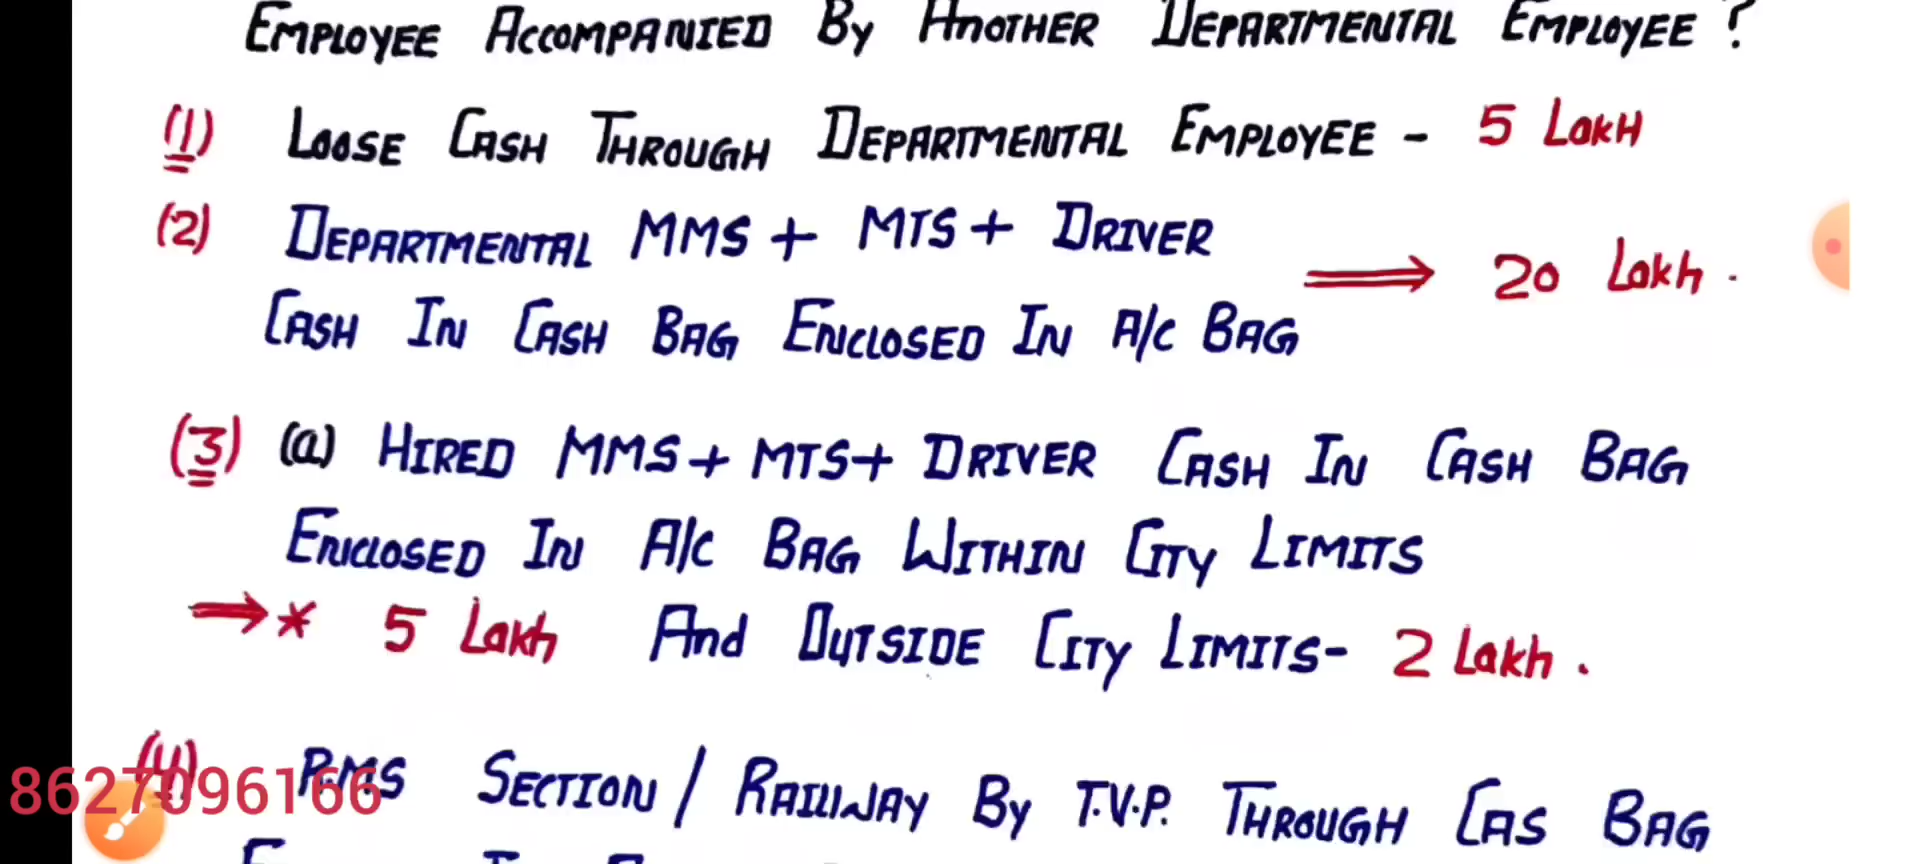 EMPLOYEE ACCOMPANIED BY ANOTHER DEPARTMENTAL EMPLOYEE ?
(1) LOOSE CASH THROUGH DEPARTMENTAL EMPLOYEE - 5 LAKH
(2) DEPARTMENTAL MMS + MTS + DRIVER
CASH IN CASH BAG ENCLOSED IN A/C BAG ⟹ 20 Lakh .
(3) (a) HIRED MMS + MTS + DRIVER CASH IN CASH BAG
ENCLOSED IN A/C BAG WITHIN CITY LIMITS
⟹ * 5 Lakh And OUTSIDE CITY LIMITS- 2 Lakh .
(4) RMS SECTION / RAILWAY BY T.V.P. THROUGH CAS BAG
8627096166